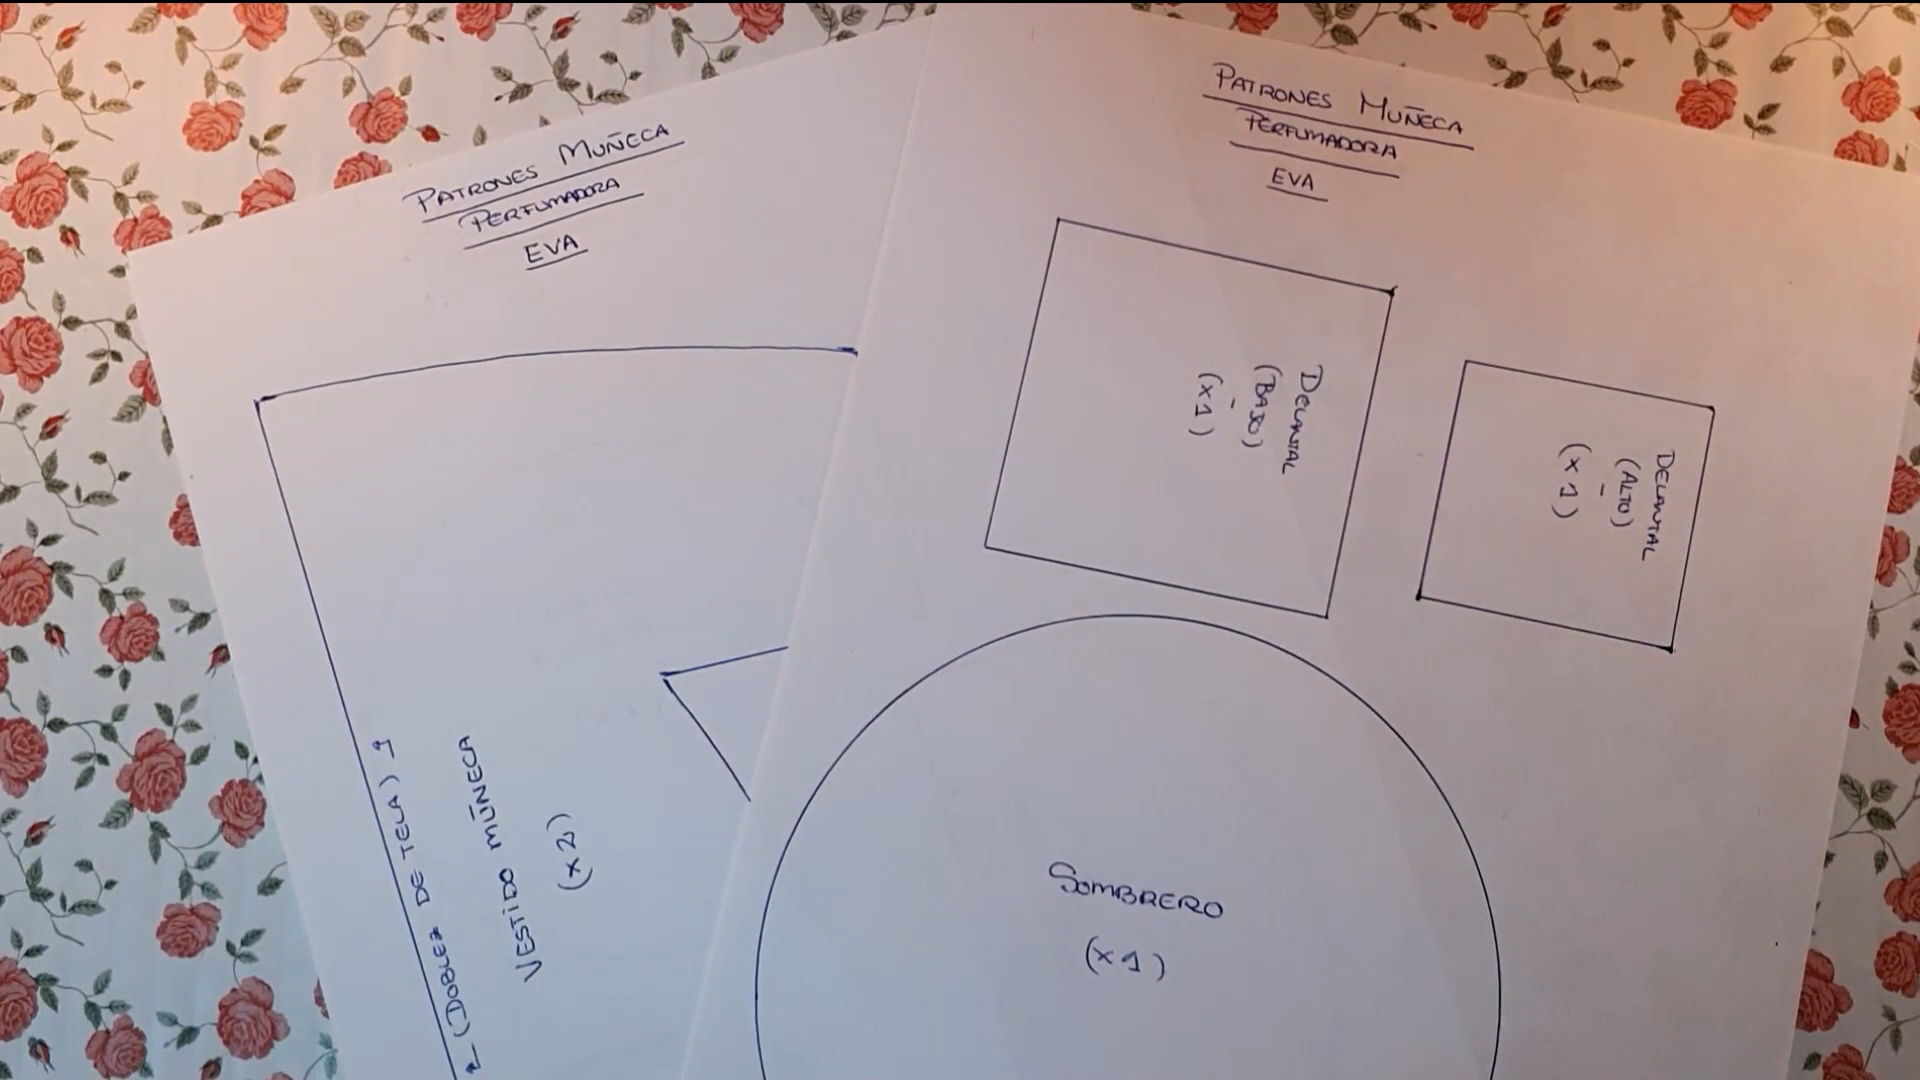 PATRONES MUÑECA
PERFUMADORA
EVA
(DOBLEZ DE TELA)
VESTIDO MUÑECA
(x2)
PATRONES MUÑECA
PERFUMADORA
EVA
DELANTAL
(BAJO)
(x1)
DELANTAL
(ALTO)
(x1)
SOMBRERO
(x1)